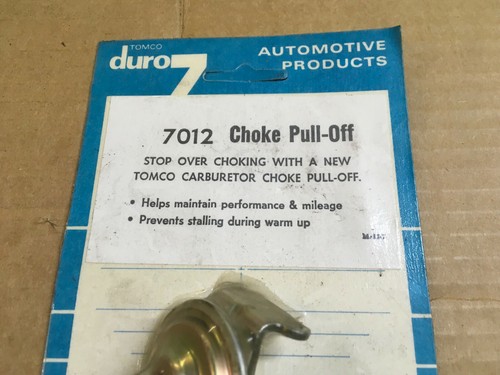 TOMCO
duro 7
AUTOMOTIVE
PRODUCTS
7012 Choke Pull-Off
STOP OVER CHOKING WITH A NEW
TOMCO CARBURETOR CHOKE PULL-OFF.
• Helps maintain performance & mileage
• Prevents stalling during warm up